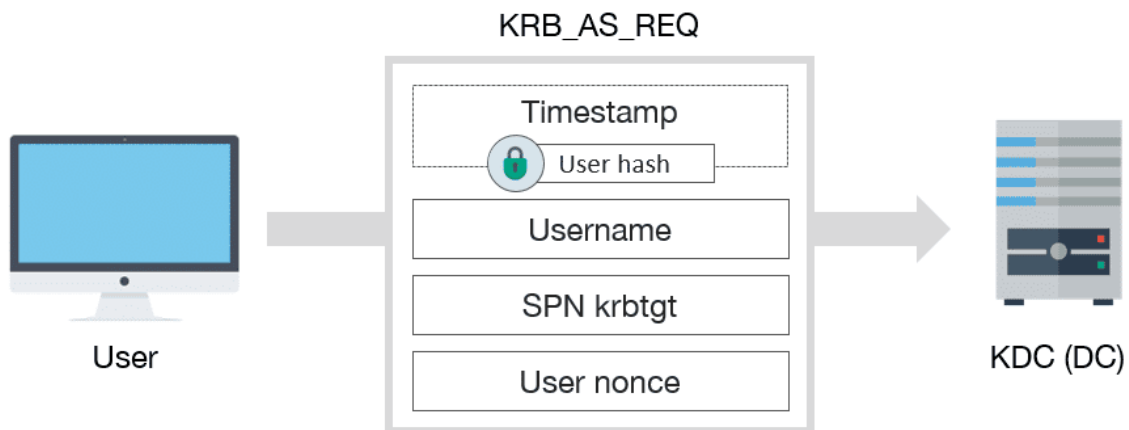 KRB_AS_REQ
Timestamp
User hash
Username
SPN krbtgt
User nonce
User
KDC (DC)